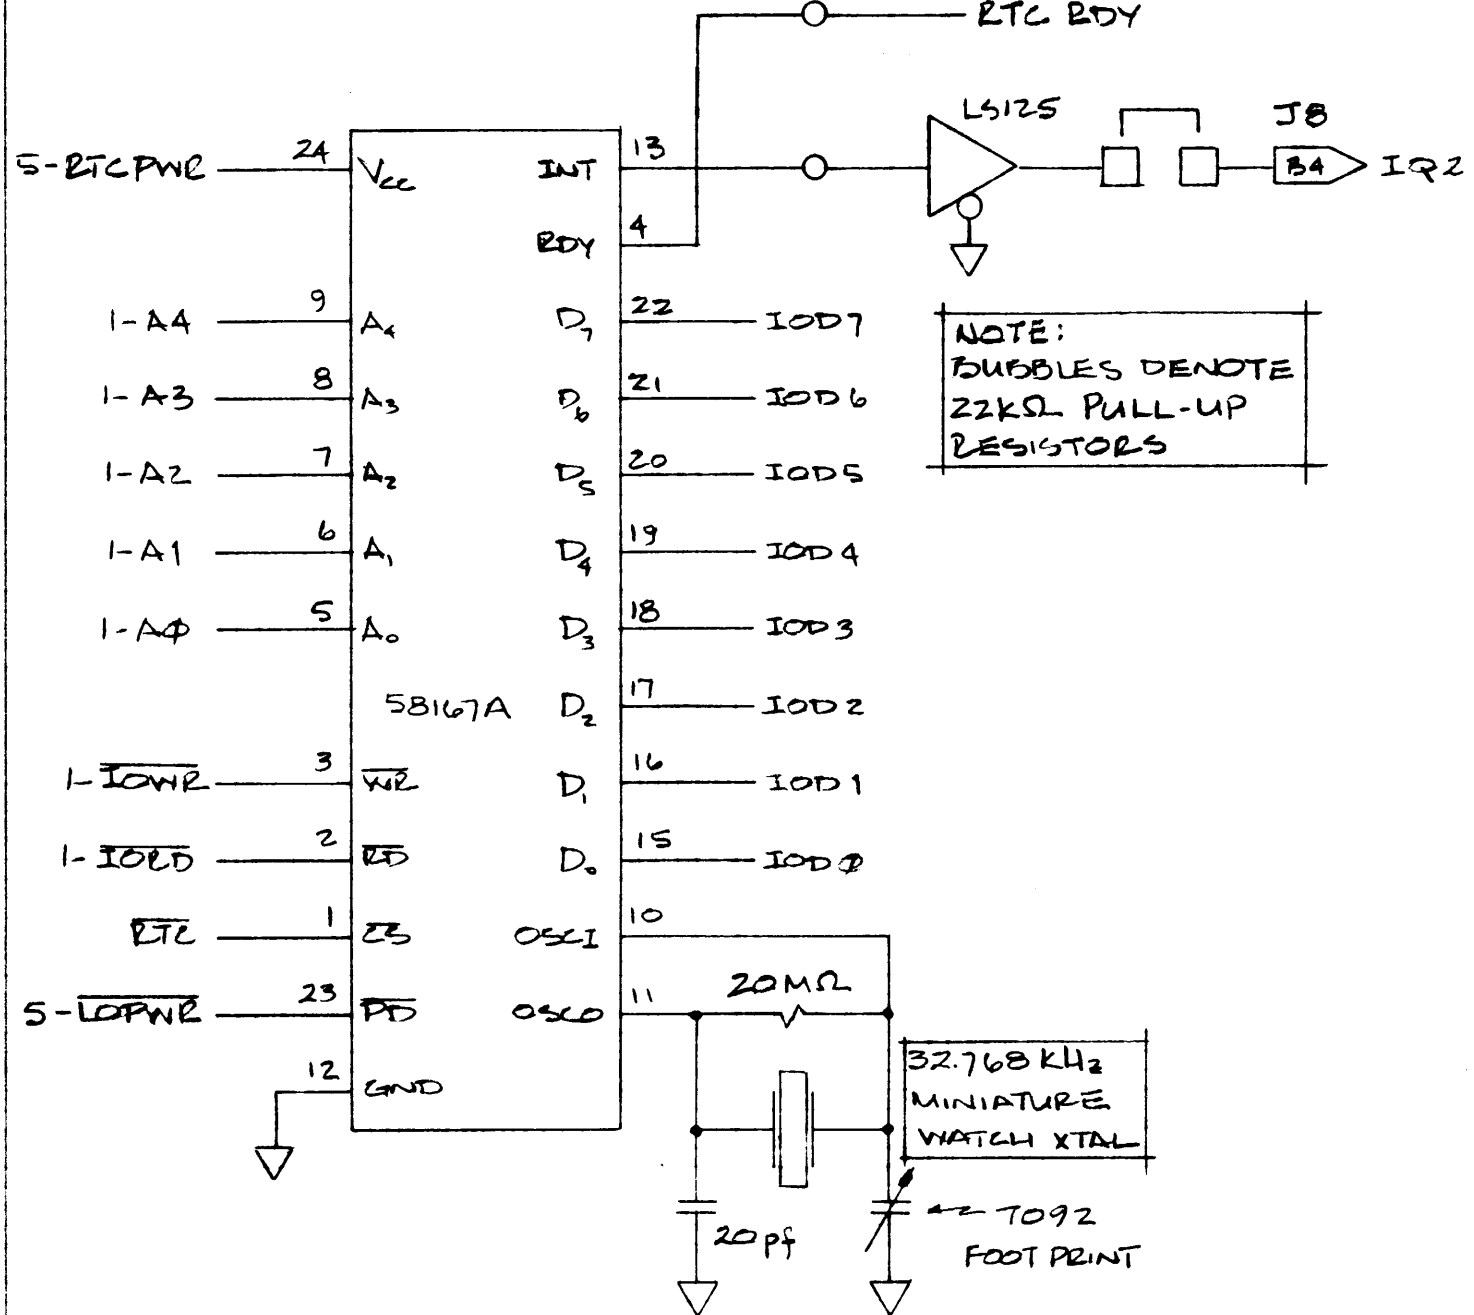 RTC RDY
LS125
J8
5-RTCPWR 24 Vcc INT 13 B4 IQ2
RDY 4
1-A4 9 A4 D7 22 IOD7
1-A3 8 A3 D6 21 IOD6
1-A2 7 A2 D5 20 IOD5
1-A1 6 A1 D4 19 IOD4
1-AØ 5 A0 D3 18 IOD3
NOTE:
BUBBLES DENOTE
22KΩ PULL-UP
RESISTORS
58167A D2 17 IOD2
1-IOWR 3 WR D1 16 IOD1
1-IORD 2 RD D0 15 IODØ
RTC 1 CS OSCI 10
5-LOPWR 23 PD OSCO 11 20MΩ
12 GND
32.768 KHz
MINIATURE
WATCH XTAL
20pf
TO92
FOOT PRINT